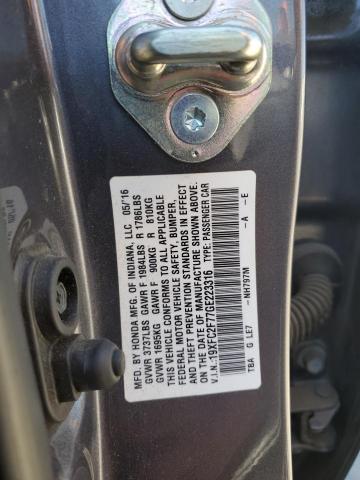 MFD. BY HONDA MFG. OF INDIANA, LLC 05/16
GVWR 3737LBS GAWR F 1984LBS R 1786LBS
GVWR 1695KG GAWR F 900KG R 810KG
THIS VEHICLE CONFORMS TO ALL APPLICABLE
FEDERAL MOTOR VEHICLE SAFETY, BUMPER,
AND THEFT PREVENTION STANDARDS IN EFFECT
ON THE DATE OF MANUFACTURE SHOWN ABOVE.
V.I.N.:19XFC2F77GE223316 TYPE: PASSENGER CAR
NH797M -A -E
TBA G LE7